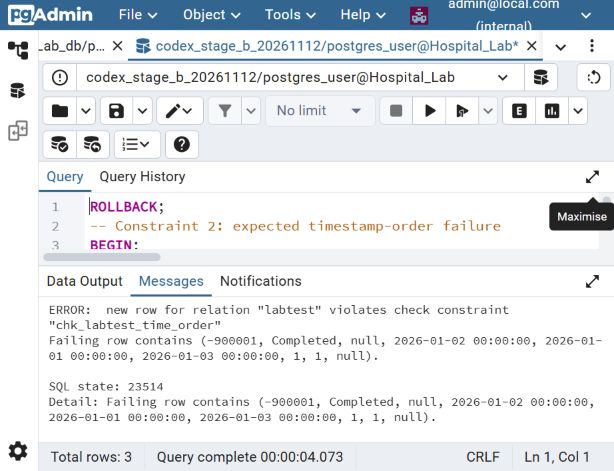 pgAdmin File Object Tools Help admin@local.com
(internal)
_ab_db/p... codex_stage_b_20261112/postgres_user@Hospital_Lab*
codex_stage_b_20261112/postgres_user@Hospital_Lab
No limit
E
Query Query History
Maximise
1 ROLLBACK;
2 -- Constraint 2: expected timestamp-order failure
3 BEGIN;
Data Output Messages Notifications
ERROR:  new row for relation "labtest" violates check constraint
"chk_labtest_time_order"
Failing row contains (-900001, Completed, null, 2026-01-02 00:00:00, 2026-01-
01 00:00:00, 2026-01-03 00:00:00, 1, 1, null).
SQL state: 23514
Detail: Failing row contains (-900001, Completed, null, 2026-01-02 00:00:00,
2026-01-01 00:00:00, 2026-01-03 00:00:00, 1, 1, null).
Total rows: 3 Query complete 00:00:04.073 CRLF Ln 1, Col 1